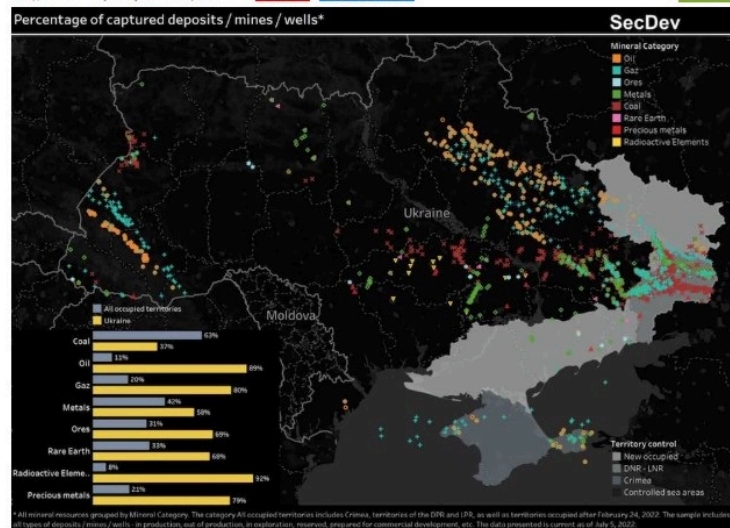 Percentage of captured deposits / mines / wells*
SecDev
Mineral Category
Oil
Gaz
Ores
Metals
Coal
Rare Earth
Precious metals
Radioactive Elements
Ukraine
Moldova
All occupied territories
Ukraine
Coal
63%
37%
Oil
11%
89%
Gaz
20%
80%
Metals
42%
58%
Ores
31%
69%
Rare Earth
33%
68%
Radioactive Eleme..
8%
92%
Precious metals
21%
79%
Territory control
New occupied
DNR - LNR
Crimea
Controlled sea areas
* All mineral resources grouped by Mineral Category. The category All occupied territories includes Crimea, territories of the DPR and LPR, as well as territories occupied after February 24, 2022. The sample includes
all types of deposits / mines / wells - in production, out of production, in exploration, reserved, prepared for commercial development, etc. The data presented is current as of July 5, 2022.